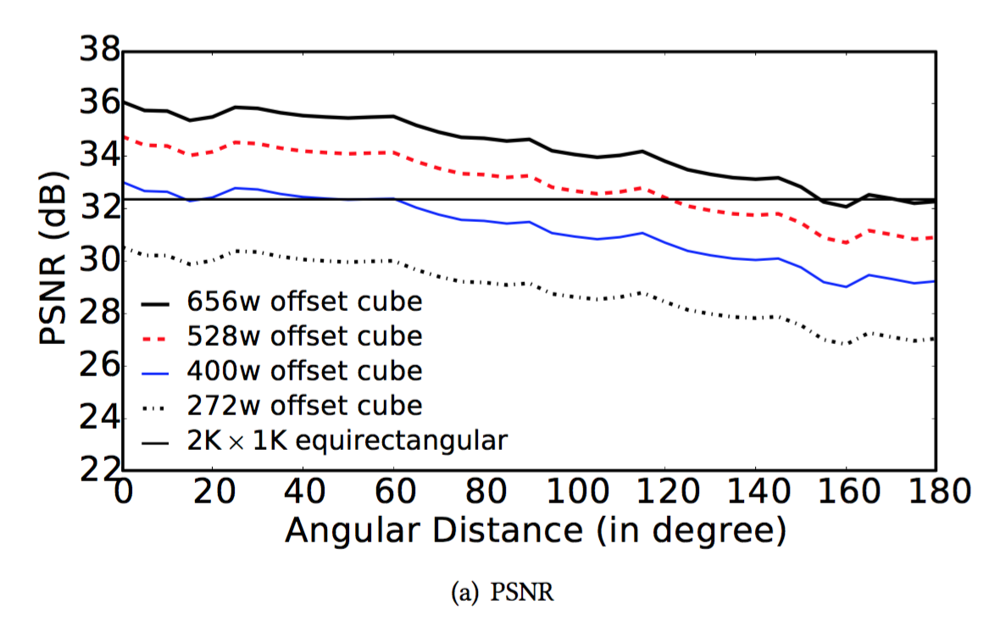 38
36
34
32
30
28
26
24
22
PSNR (dB)
656w offset cube
528w offset cube
400w offset cube
272w offset cube
2K × 1K equirectangular
0 20 40 60 80 100 120 140 160 180
Angular Distance (in degree)
(a) PSNR